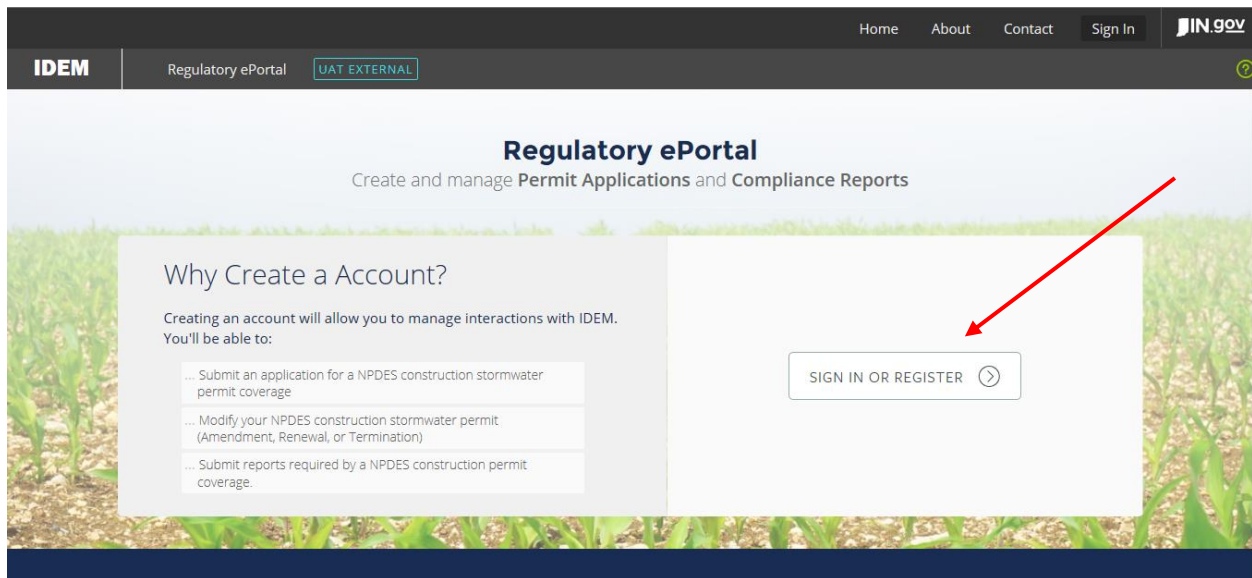 Home About Contact Sign In IN.gov
IDEM Regulatory ePortal UAT EXTERNAL ?
Regulatory ePortal
Create and manage Permit Applications and Compliance Reports
Why Create a Account?
Creating an account will allow you to manage interactions with IDEM.
You'll be able to:
... Submit an application for a NPDES construction stormwater
permit coverage
... Modify your NPDES construction stormwater permit
(Amendment, Renewal, or Termination)
... Submit reports required by a NPDES construction permit
coverage.
SIGN IN OR REGISTER